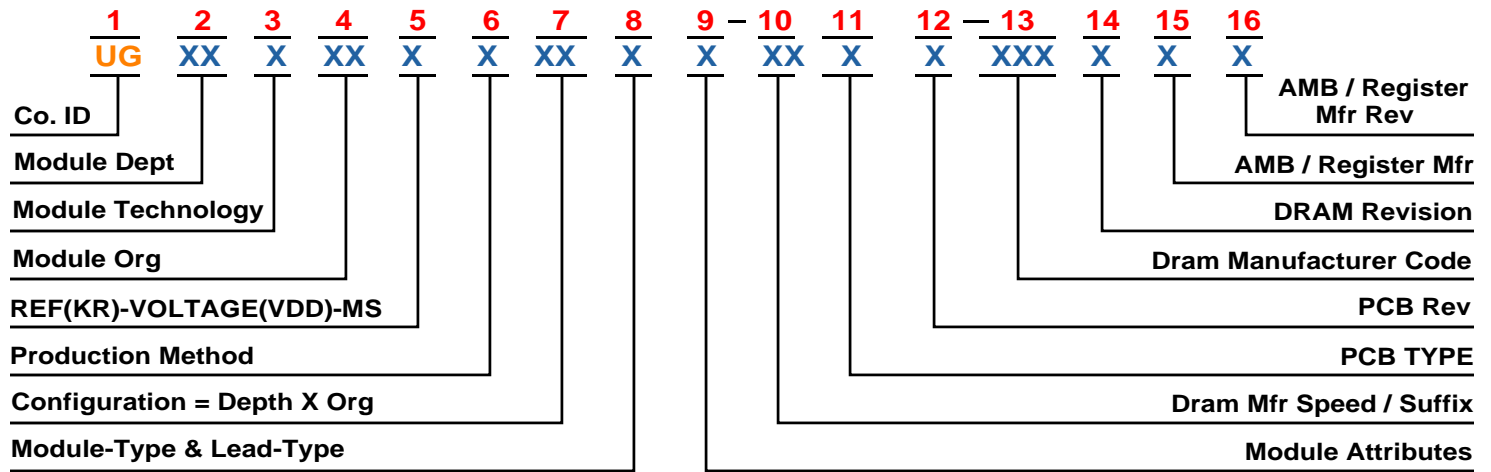 1 2 3 4 5 6 7 8 9 – 10 11 12 – 13 14 15 16
UG XX X XX X X XX X X XX X X XXX X X X
Co. ID
Module Dept
Module Technology
Module Org
REF(KR)-VOLTAGE(VDD)-MS
Production Method
Configuration = Depth X Org
Module-Type & Lead-Type
AMB / Register
Mfr Rev
AMB / Register Mfr
DRAM Revision
Dram Manufacturer Code
PCB Rev
PCB TYPE
Dram Mfr Speed / Suffix
Module Attributes